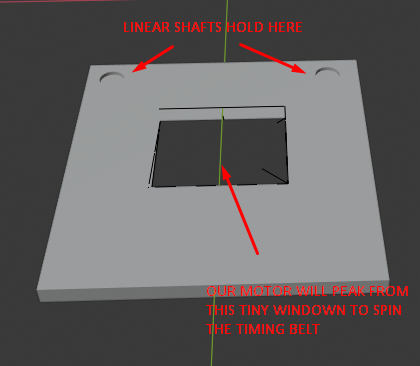 LINEAR SHAFTS HOLD HERE
OUR MOTOR WILL PEAK FROM
THIS TINY WINDOWN TO SPIN
THE TIMING BELT